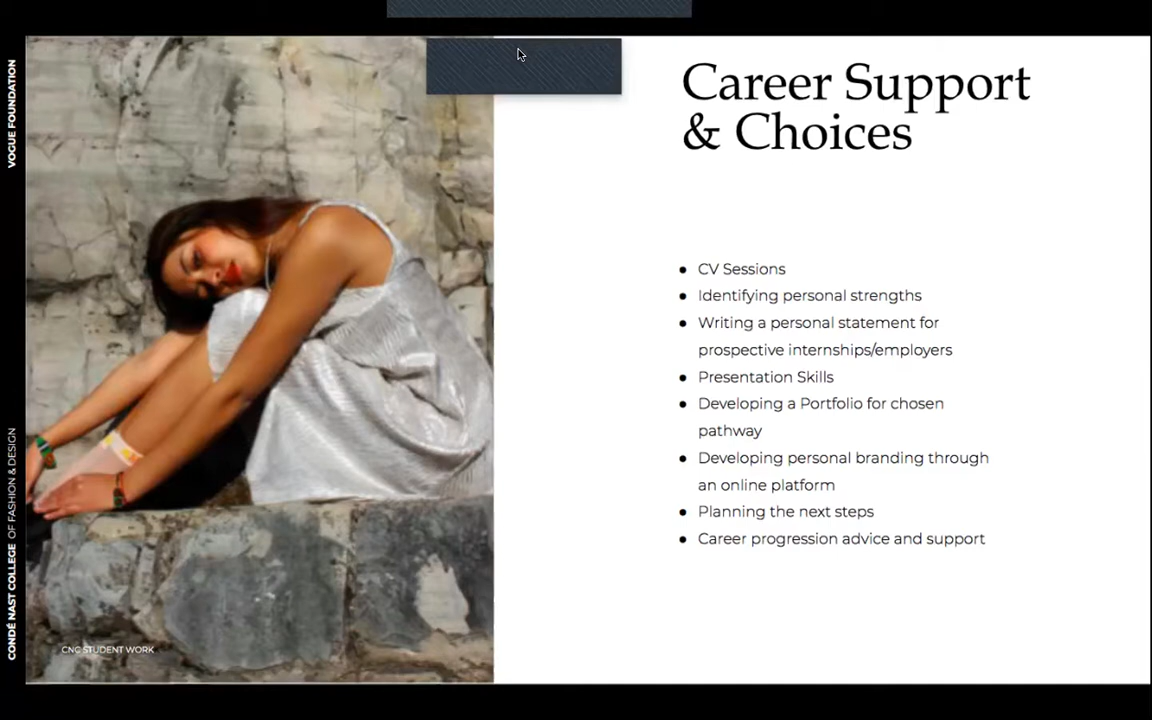 VOGUE FOUNDATION
CONDÉ NAST COLLEGE OF FASHION & DESIGN
CNC STUDENT WORK
Career Support
& Choices
● CV Sessions
● Identifying personal strengths
● Writing a personal statement for
prospective internships/employers
● Presentation Skills
● Developing a Portfolio for chosen
pathway
● Developing personal branding through
an online platform
● Planning the next steps
● Career progression advice and support